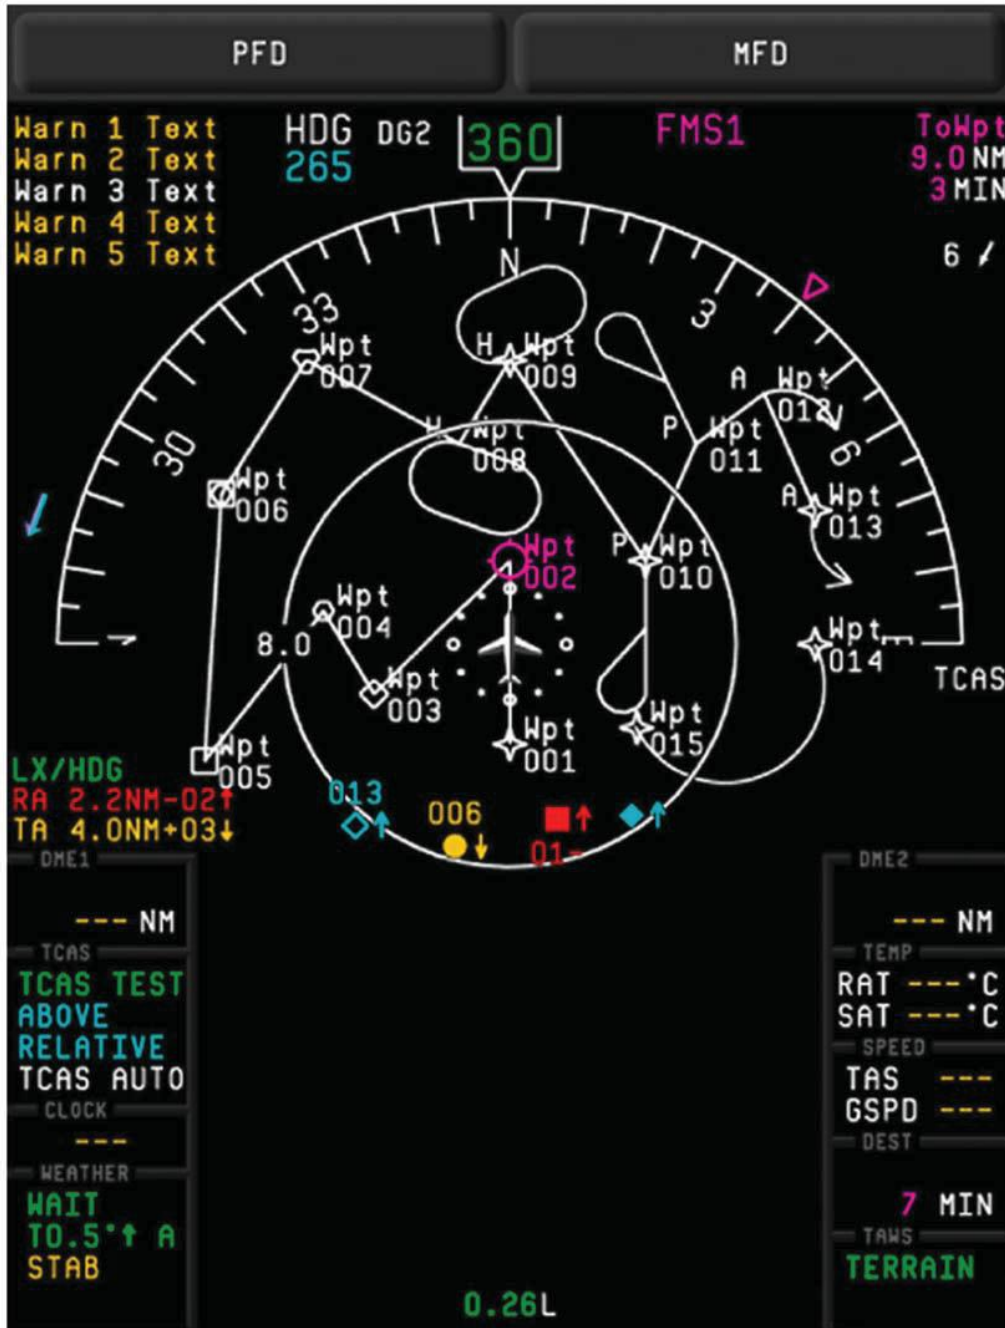 PFD
MFD
Warn 1 Text
Warn 2 Text
Warn 3 Text
Warn 4 Text
Warn 5 Text
HDG DG2
265
360
FMS1
ToWpt
9.0NM
3MIN
6
N
33
3
30
6
Wpt
007
H Wpt
009
A Wpt
012
H Wpt
008
P Wpt
011
Wpt
006
A Wpt
013
Wpt
002
P Wpt
010
Wpt
004
8.0
Wpt
014
Wpt
003
TCAS
Wpt
001
Wpt
015
Wpt
005
LX/HDG
RA 2.2NM-02↑
TA 4.0NM+03↓
013
006
01-
DME1
--- NM
TCAS
TCAS TEST
ABOVE
RELATIVE
TCAS AUTO
CLOCK
---
WEATHER
WAIT
T0.5°↑ A
STAB
DME2
--- NM
TEMP
RAT ---°C
SAT ---°C
SPEED
TAS ---
GSPD ---
DEST
7 MIN
TAWS
TERRAIN
0.26L